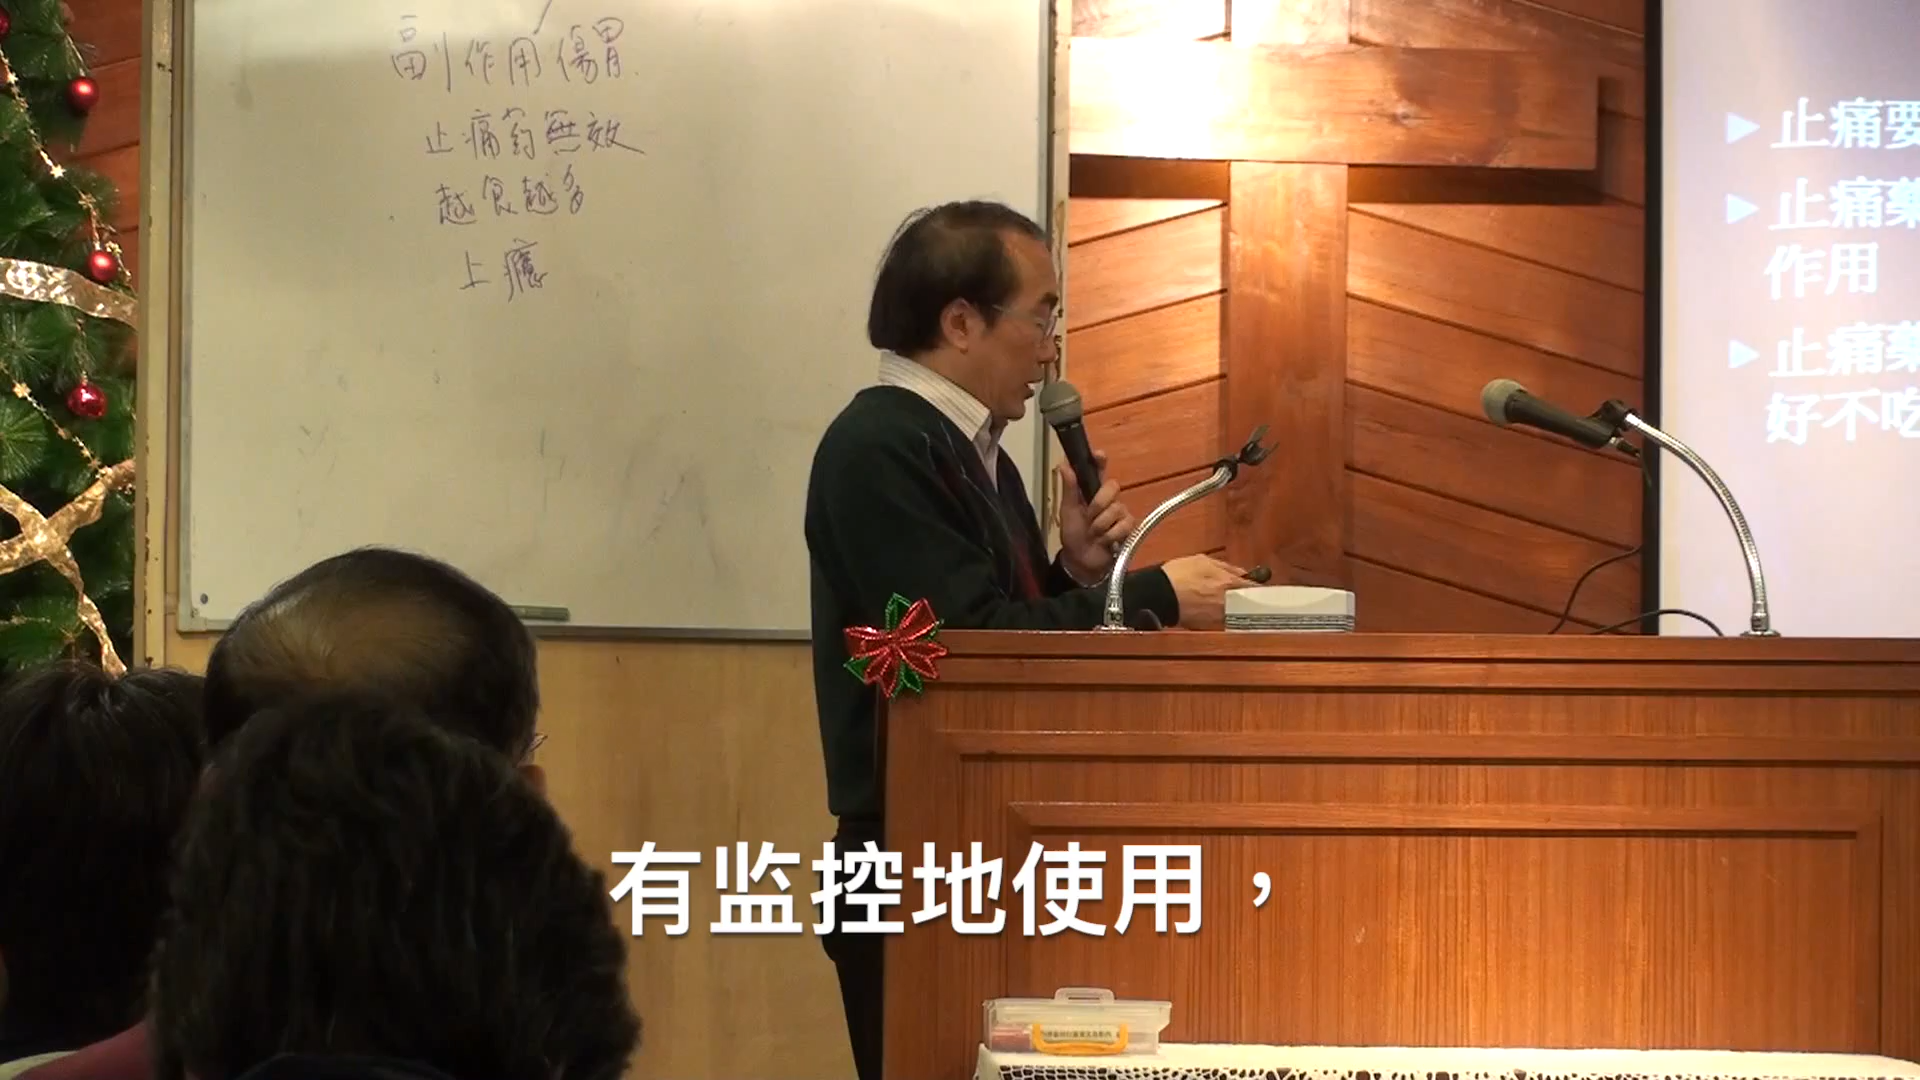 副作用傷胃
止痛药無效
越食越多
上癮
止痛要
止痛藥
作用
止痛藥
好不吃
有监控地使用，